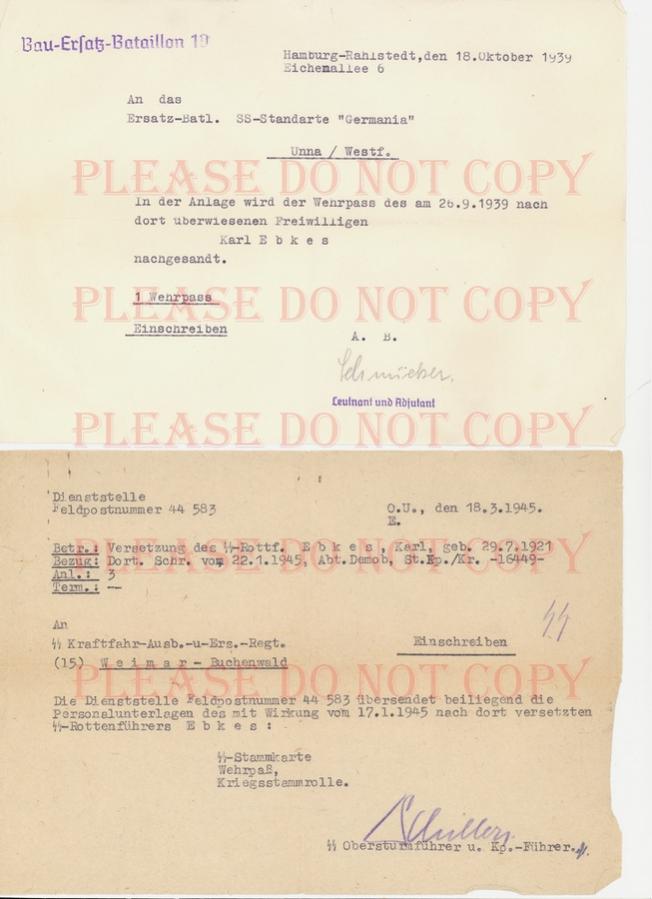 Bau-Ersatz-Bataillon 19
Hamburg-Rahlstedt,den 18.Oktober 1939
Eichenallee 6
An das
Ersatz-Batl. SS-Standarte "Germania"
Unna / Westf.
PLEASE DO NOT COPY
In der Anlage wird der Wehrpass des am 26.9.1939 nach
dort überwiesenen Freiwilligen
Karl E b k e s
nachgesandt.
1 Wehrpass
PLEASE DO NOT COPY
Einschreiben
A. B.
Schmücker.
Leutnant und Adjutant
PLEASE DO NOT COPY
Dienststelle
Feldpostnummer 44 583
O.U., den 18.3.1945.
E.
Betr.: Versetzung des ᛋᛋ-Rottf. E b k e s , Karl, geb. 29.7.1921
PLEASE DO NOT COPY
Bezug: Dort. Schr. vom 22.1.1945, Abt.Demob, St.Kp./Kr. -16449-
Anl.: 3
Term.: --
An
ᛋᛋ
ᛋᛋ Kraftfahr-Ausb.-u-Ers.-Regt.
Einschreiben
(15) W e i m a r - Buchenwald
PLEASE DO NOT COPY
Die Dienststelle Feldpostnummer 44 583 übersendet beiliegend die
Personalunterlagen des mit Wirkung vom 17.1.1945 nach dort versetzten
ᛋᛋ-Rottenführers E b k e s :
ᛋᛋ-Stammkarte
Wehrpaß,
Kriegsstammrolle.
ᛋᛋ Obersturmführer u. Kp.-Führer.